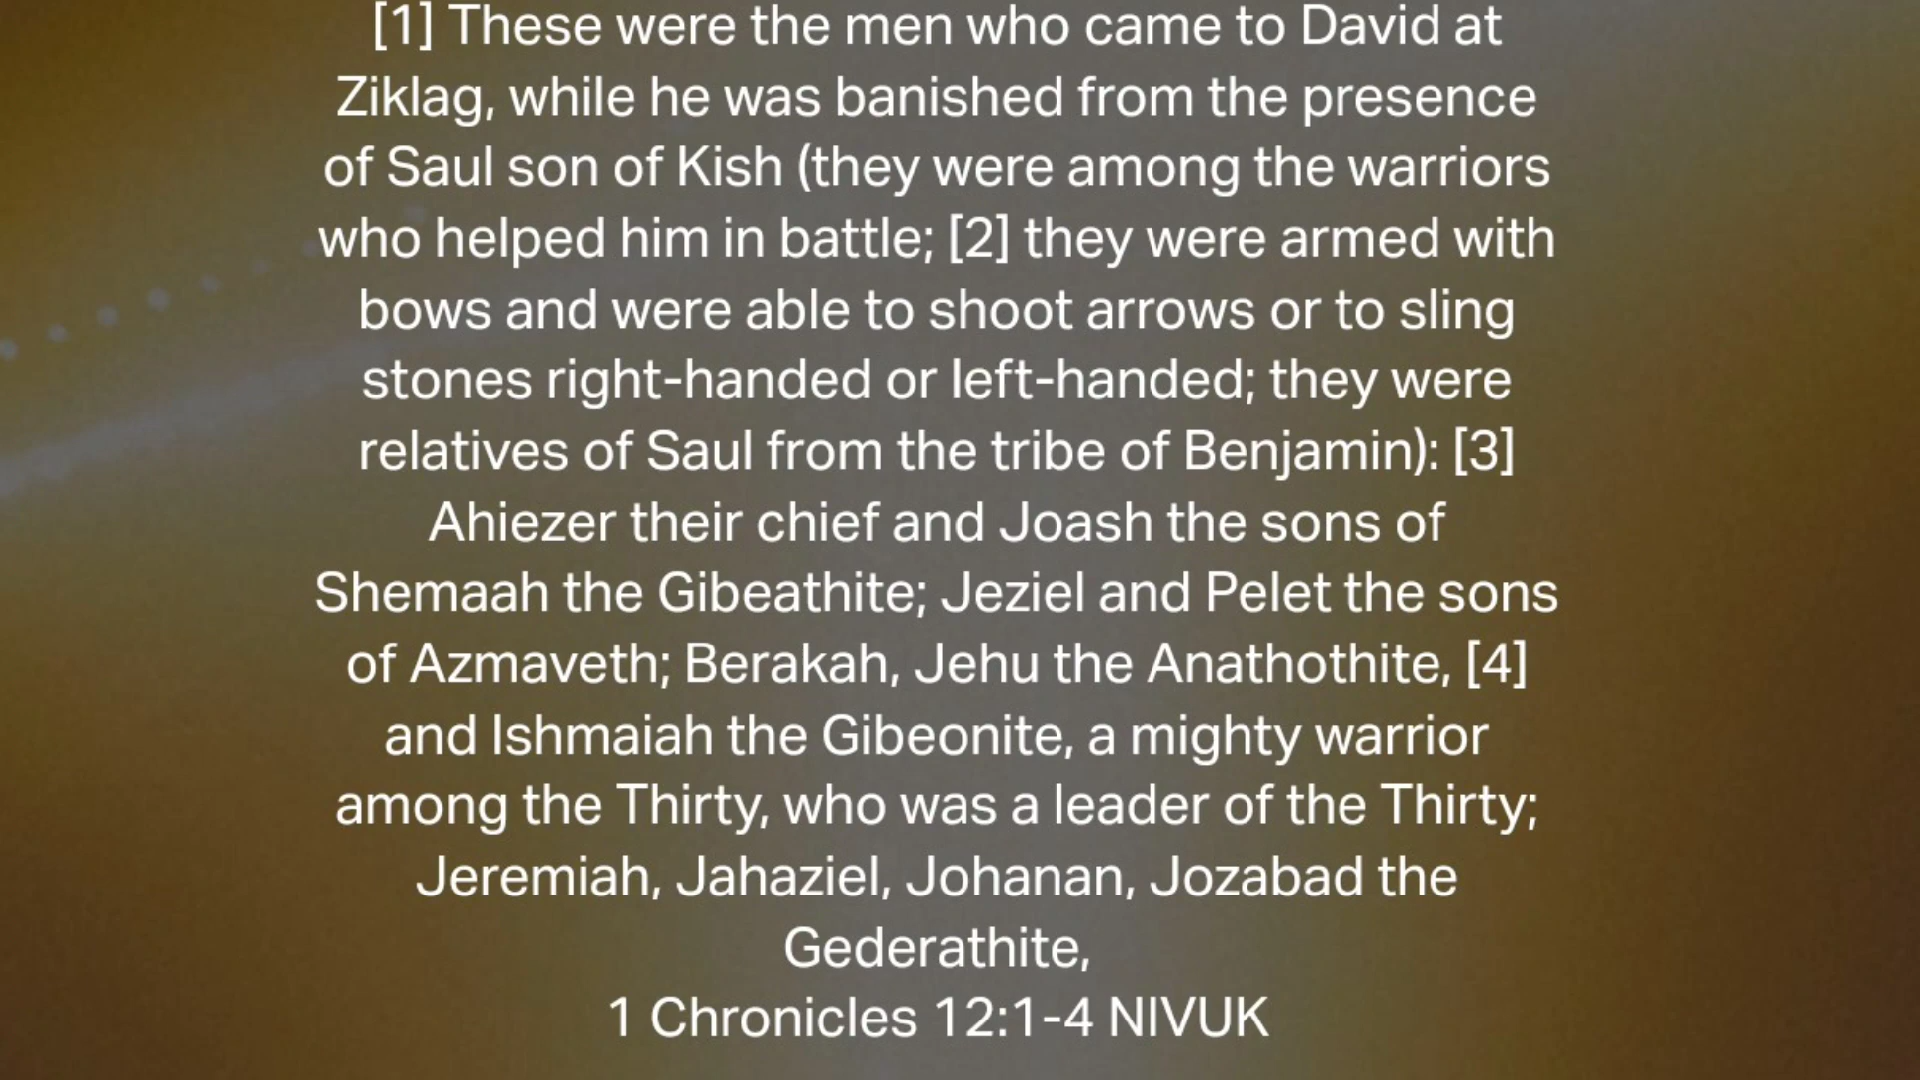 [1] These were the men who came to David at
Ziklag, while he was banished from the presence
of Saul son of Kish (they were among the warriors
who helped him in battle; [2] they were armed with
bows and were able to shoot arrows or to sling
stones right-handed or left-handed; they were
relatives of Saul from the tribe of Benjamin): [3]
Ahiezer their chief and Joash the sons of
Shemaah the Gibeathite; Jeziel and Pelet the sons
of Azmaveth; Berakah, Jehu the Anathothite, [4]
and Ishmaiah the Gibeonite, a mighty warrior
among the Thirty, who was a leader of the Thirty;
Jeremiah, Jahaziel, Johanan, Jozabad the
Gederathite,
1 Chronicles 12:1-4 NIVUK